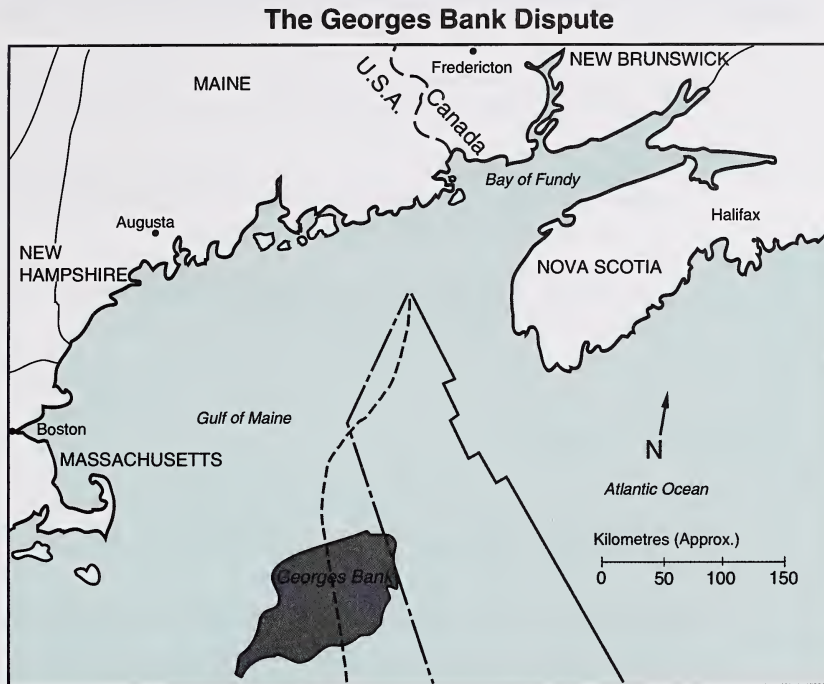 The Georges Bank Dispute
Fredericton
NEW BRUNSWICK
MAINE
U.S.A.
Canada
Bay of Fundy
Augusta
Halifax
NEW
HAMPSHIRE
NOVA SCOTIA
Gulf of Maine
Boston
N
MASSACHUSETTS
Atlantic Ocean
Kilometres (Approx.)
Georges Bank
0 50 100 150